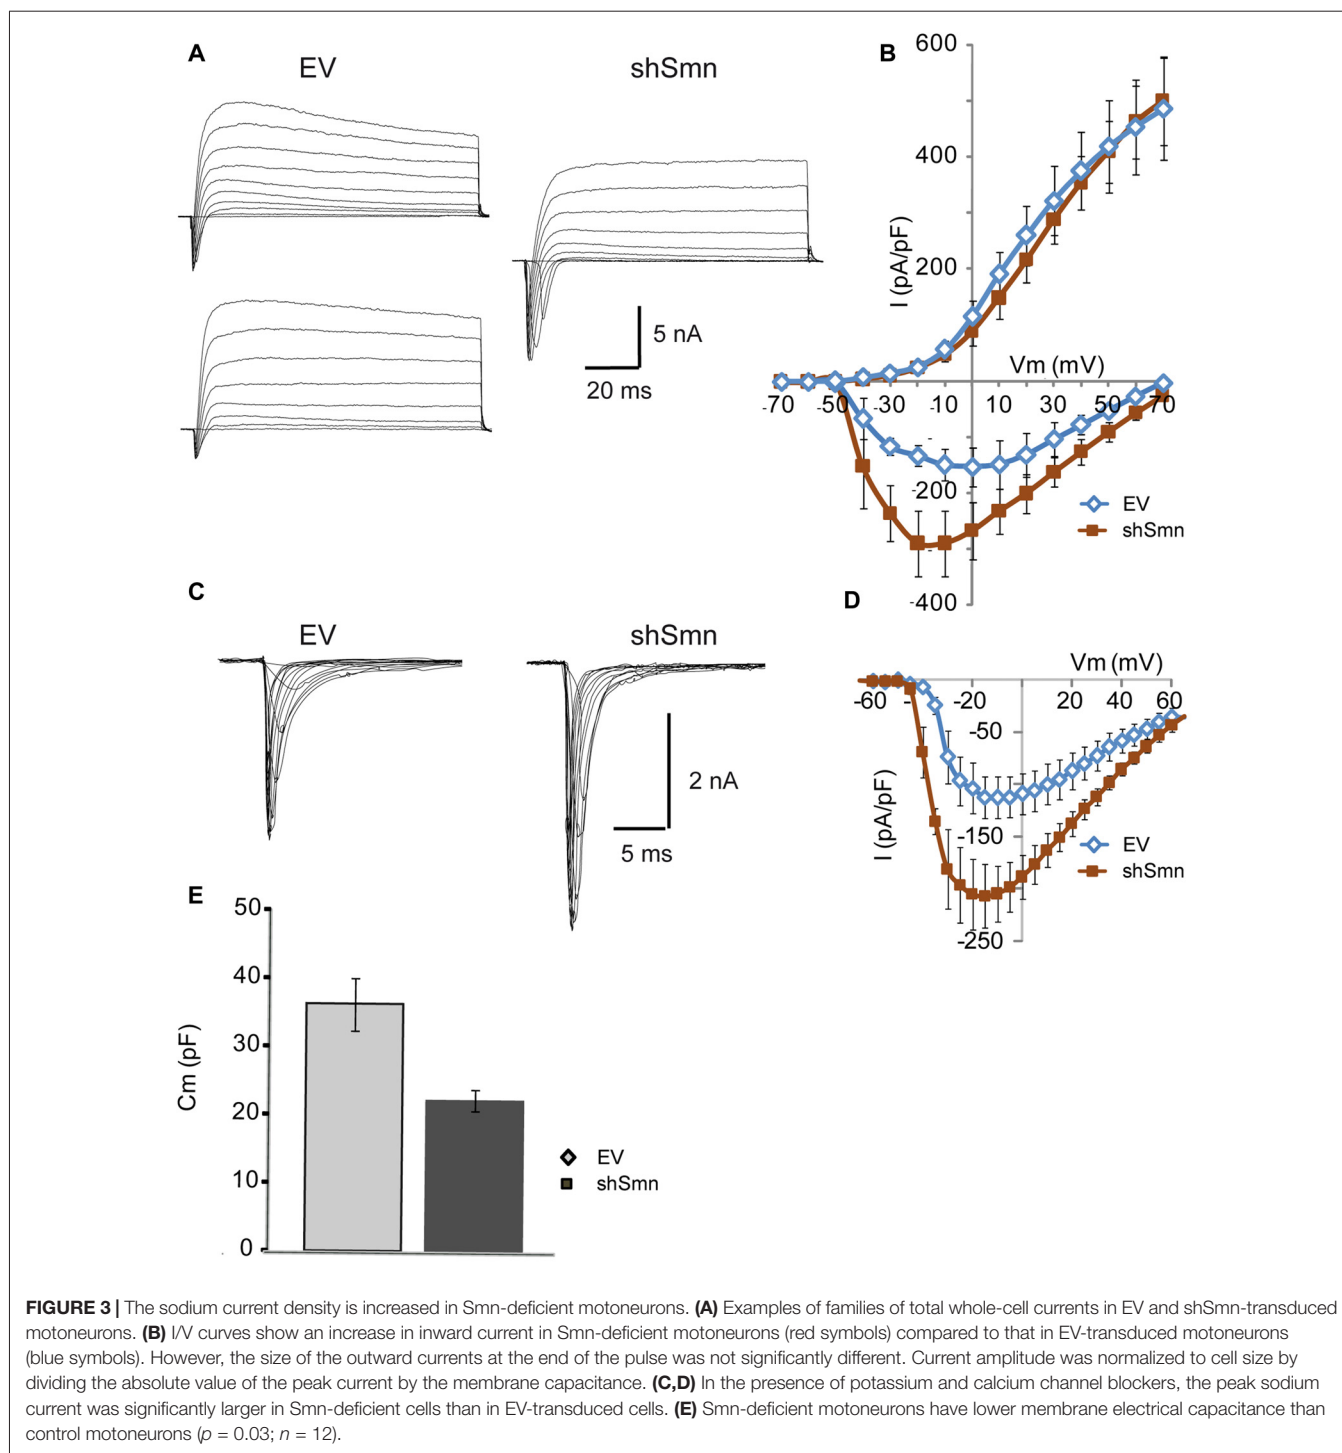 A
EV
shSmn
5 nA
20 ms
B
600
400
200
I (pA/pF)
Vm (mV)
-70
-50
-30
-10
10
30
50
70
-200
-400
EV
shSmn
C
EV
shSmn
2 nA
5 ms
D
Vm (mV)
-60
-40
-20
20
40
60
-50
-150
-250
I (pA/pF)
EV
shSmn
E
50
40
30
20
10
0
Cm (pF)
EV
shSmn
FIGURE 3 | The sodium current density is increased in Smn-deficient motoneurons. (A) Examples of families of total whole-cell currents in EV and shSmn-transduced
motoneurons. (B) I/V curves show an increase in inward current in Smn-deficient motoneurons (red symbols) compared to that in EV-transduced motoneurons
(blue symbols). However, the size of the outward currents at the end of the pulse was not significantly different. Current amplitude was normalized to cell size by
dividing the absolute value of the peak current by the membrane capacitance. (C,D) In the presence of potassium and calcium channel blockers, the peak sodium
current was significantly larger in Smn-deficient cells than in EV-transduced cells. (E) Smn-deficient motoneurons have lower membrane electrical capacitance than
control motoneurons (p = 0.03; n = 12).